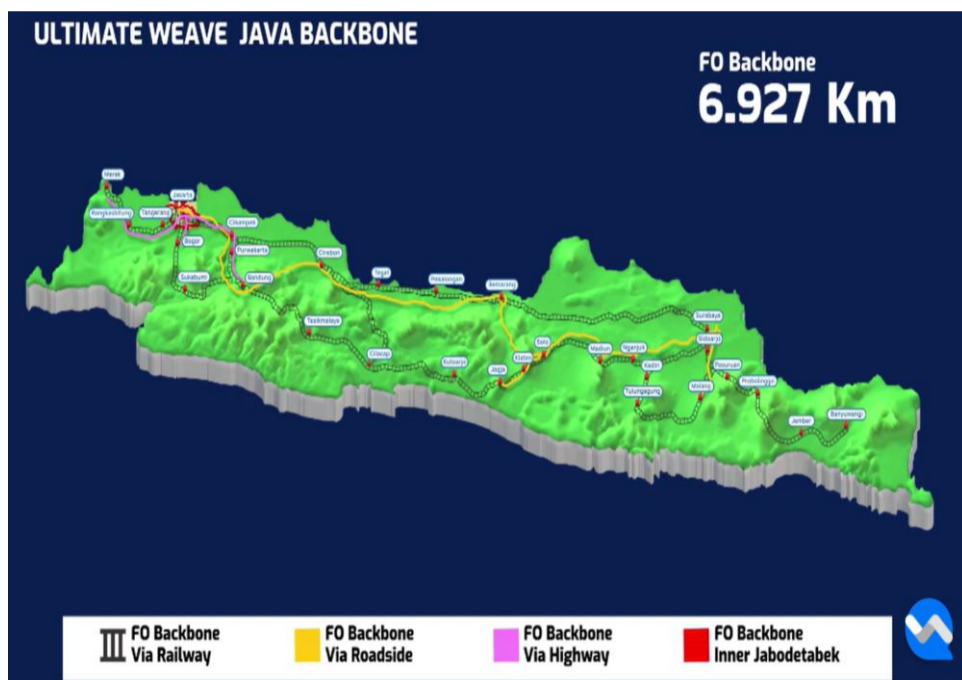 ULTIMATE WEAVE JAVA BACKBONE
FO Backbone
6.927 Km
Merak
Jakarta
Rangkasbitung
Tangerang
Cikampek
Bogor
Purwakarta
Cirebon
Sukabumi
Bandung
Tegal
Pekalongan
Semarang
Tasikmalaya
Surabaya
Sidoarjo
Cilacap
Kutoarjo
Jogja
Klaten
Solo
Madiun
Nganjuk
Kediri
Pasuruan
Probolinggo
Tulungagung
Malang
Jember
Banyuwangi
FO Backbone
Via Railway
FO Backbone
Via Roadside
FO Backbone
Via Highway
FO Backbone
Inner Jabodetabek